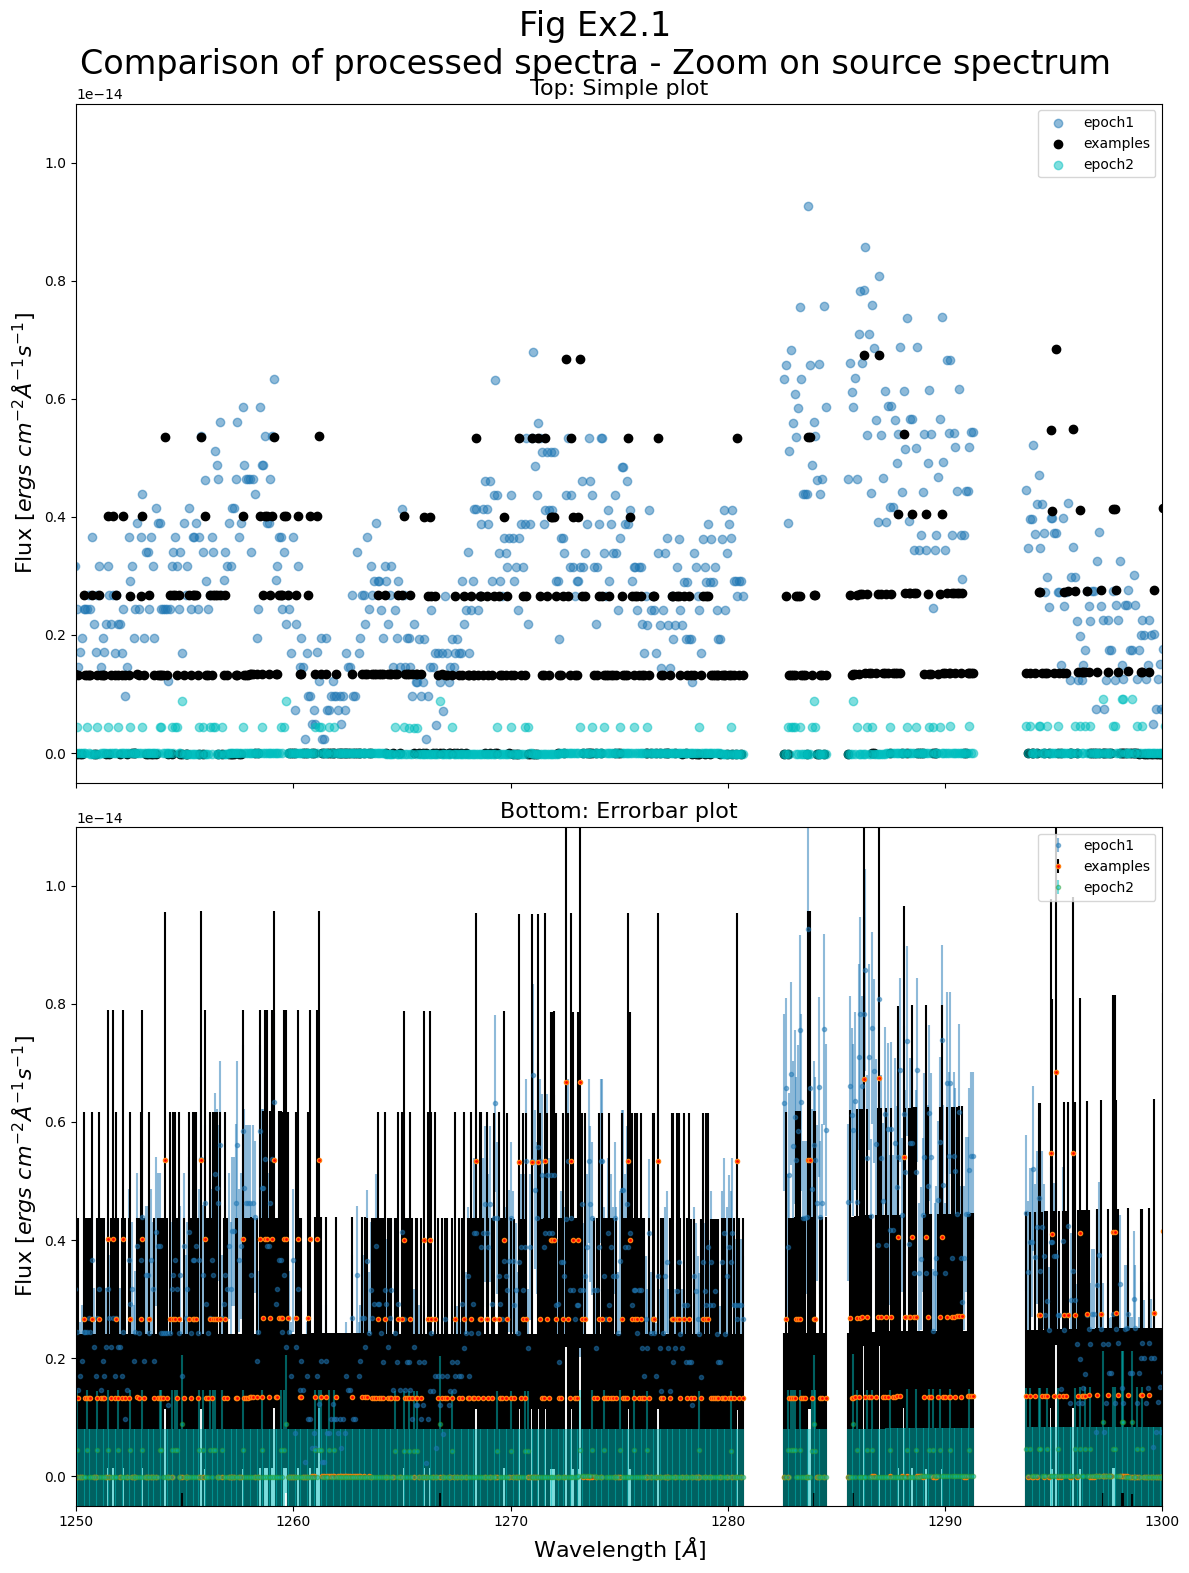 Fig Ex2.1
Comparison of processed spectra - Zoom on source spectrum
Top: Simple plot
1e−14
epoch1
examples
epoch2
1.0
0.8
0.6
0.4
0.2
0.0
Flux [ergs cm⁻²Å⁻¹s⁻¹]
Bottom: Errorbar plot
1e−14
epoch1
examples
epoch2
1.0
0.8
0.6
0.4
0.2
0.0
Flux [ergs cm⁻²Å⁻¹s⁻¹]
1250 1260 1270 1280 1290 1300
Wavelength [Å]